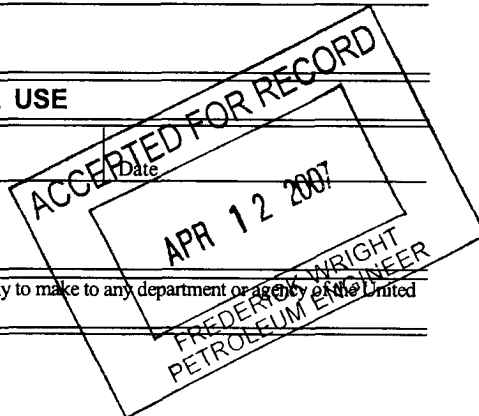 USE
ACCEPTED FOR RECORD
Date
APR 12 2007
y to make to any department or agency of the United
FREDERICK WRIGHT
PETROLEUM ENGINEER